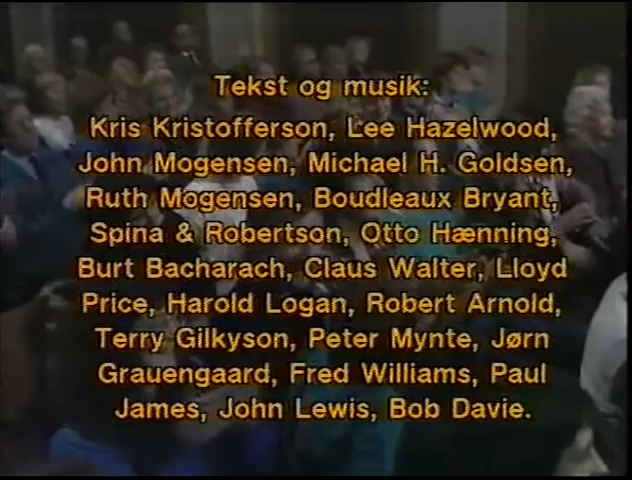 Tekst og musik:
Kris Kristofferson, Lee Hazelwood,
John Mogensen, Michael H. Goldsen,
Ruth Mogensen, Boudleaux Bryant,
Spina & Robertson, Otto Hænning,
Burt Bacharach, Claus Walter, Lloyd
Price, Harold Logan, Robert Arnold,
Terry Gilkyson, Peter Mynte, Jørn
Grauengaard, Fred Williams, Paul
James, John Lewis, Bob Davie.